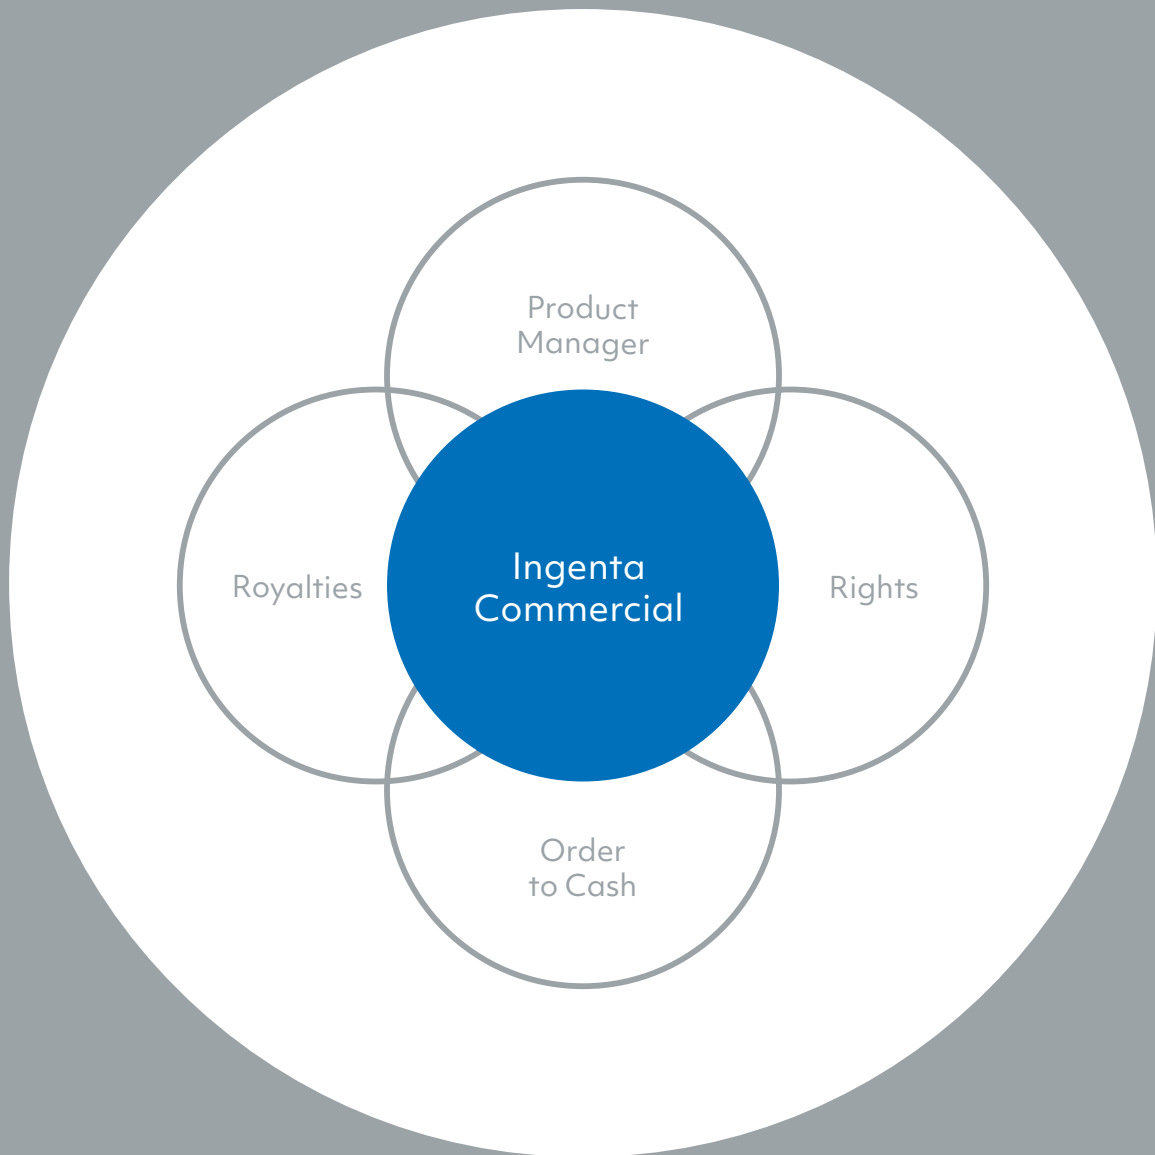 Product
Manager
Royalties
Ingenta
Commercial
Rights
Order
to Cash